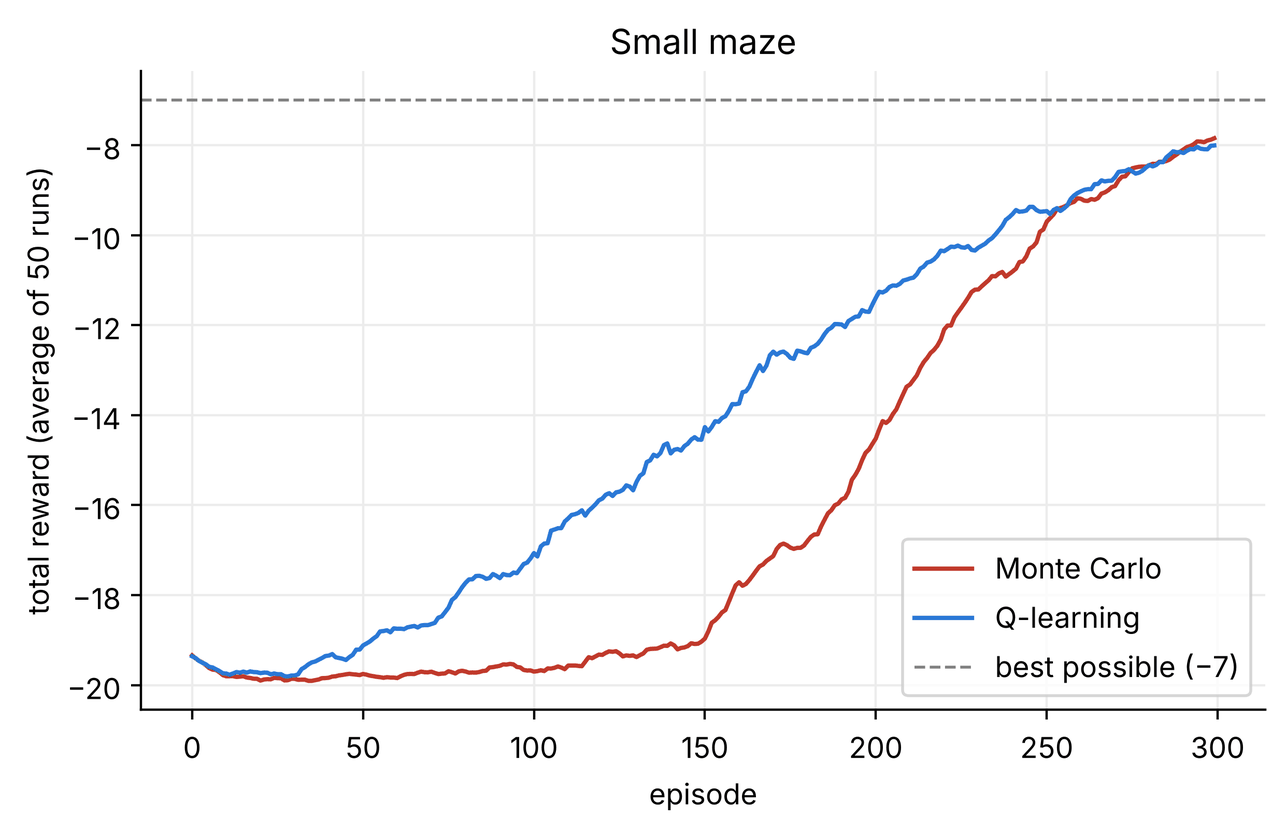 Small maze
total reward (average of 50 runs)
−8
−10
−12
−14
−16
−18
−20
Monte Carlo
Q-learning
best possible (−7)
0 50 100 150 200 250 300
episode